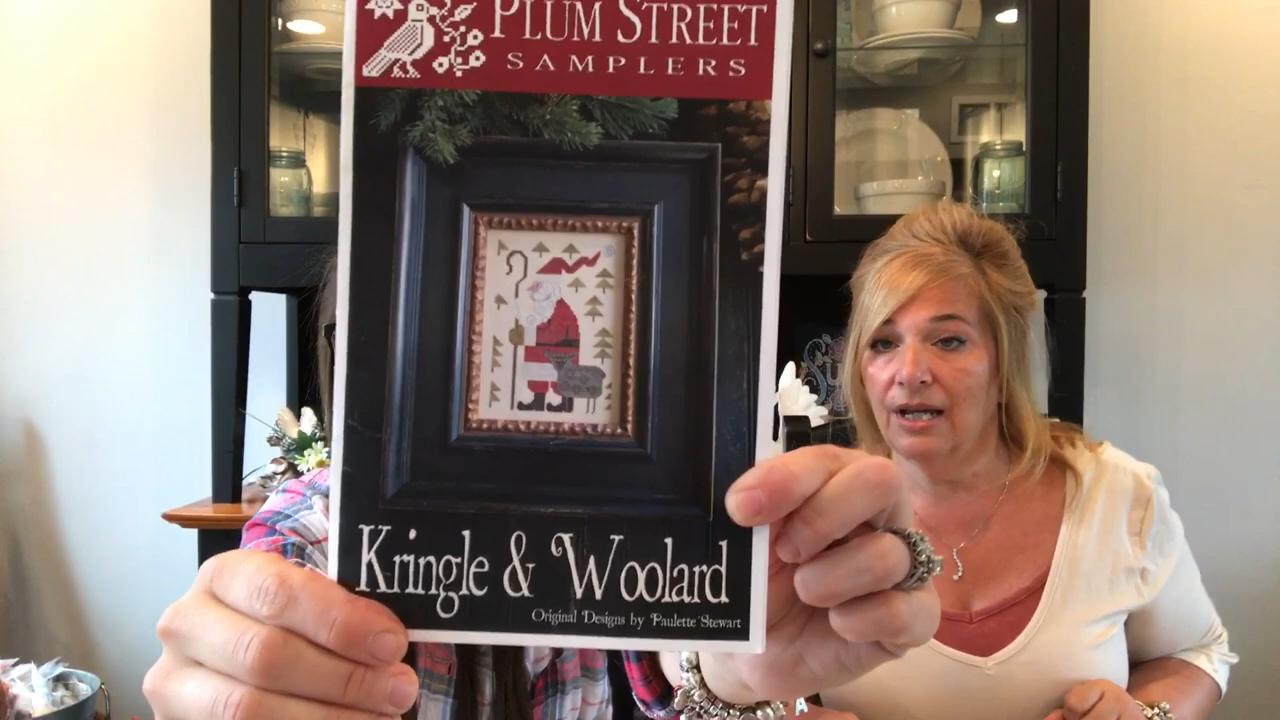 PLUM STREET
SAMPLERS
Kringle & Woolard
Original Designs by Paulette Stewart